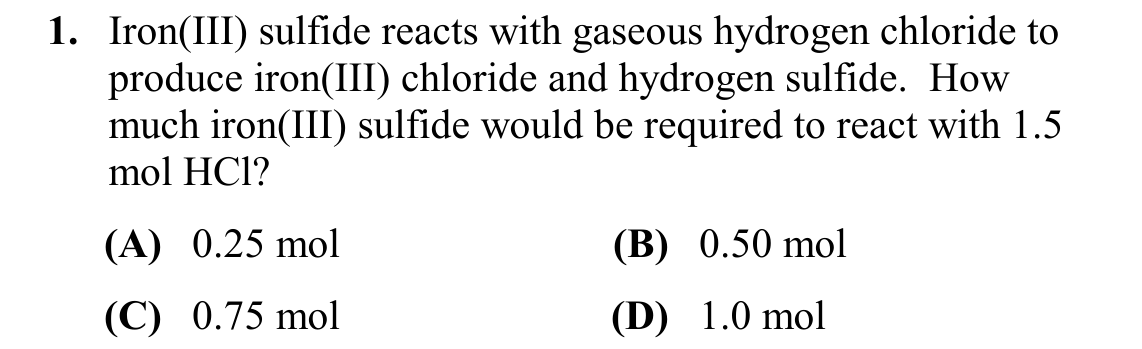 1. Iron(III) sulfide reacts with gaseous hydrogen chloride to
produce iron(III) chloride and hydrogen sulfide. How
much iron(III) sulfide would be required to react with 1.5
mol HCl?
(A) 0.25 mol (B) 0.50 mol
(C) 0.75 mol (D) 1.0 mol